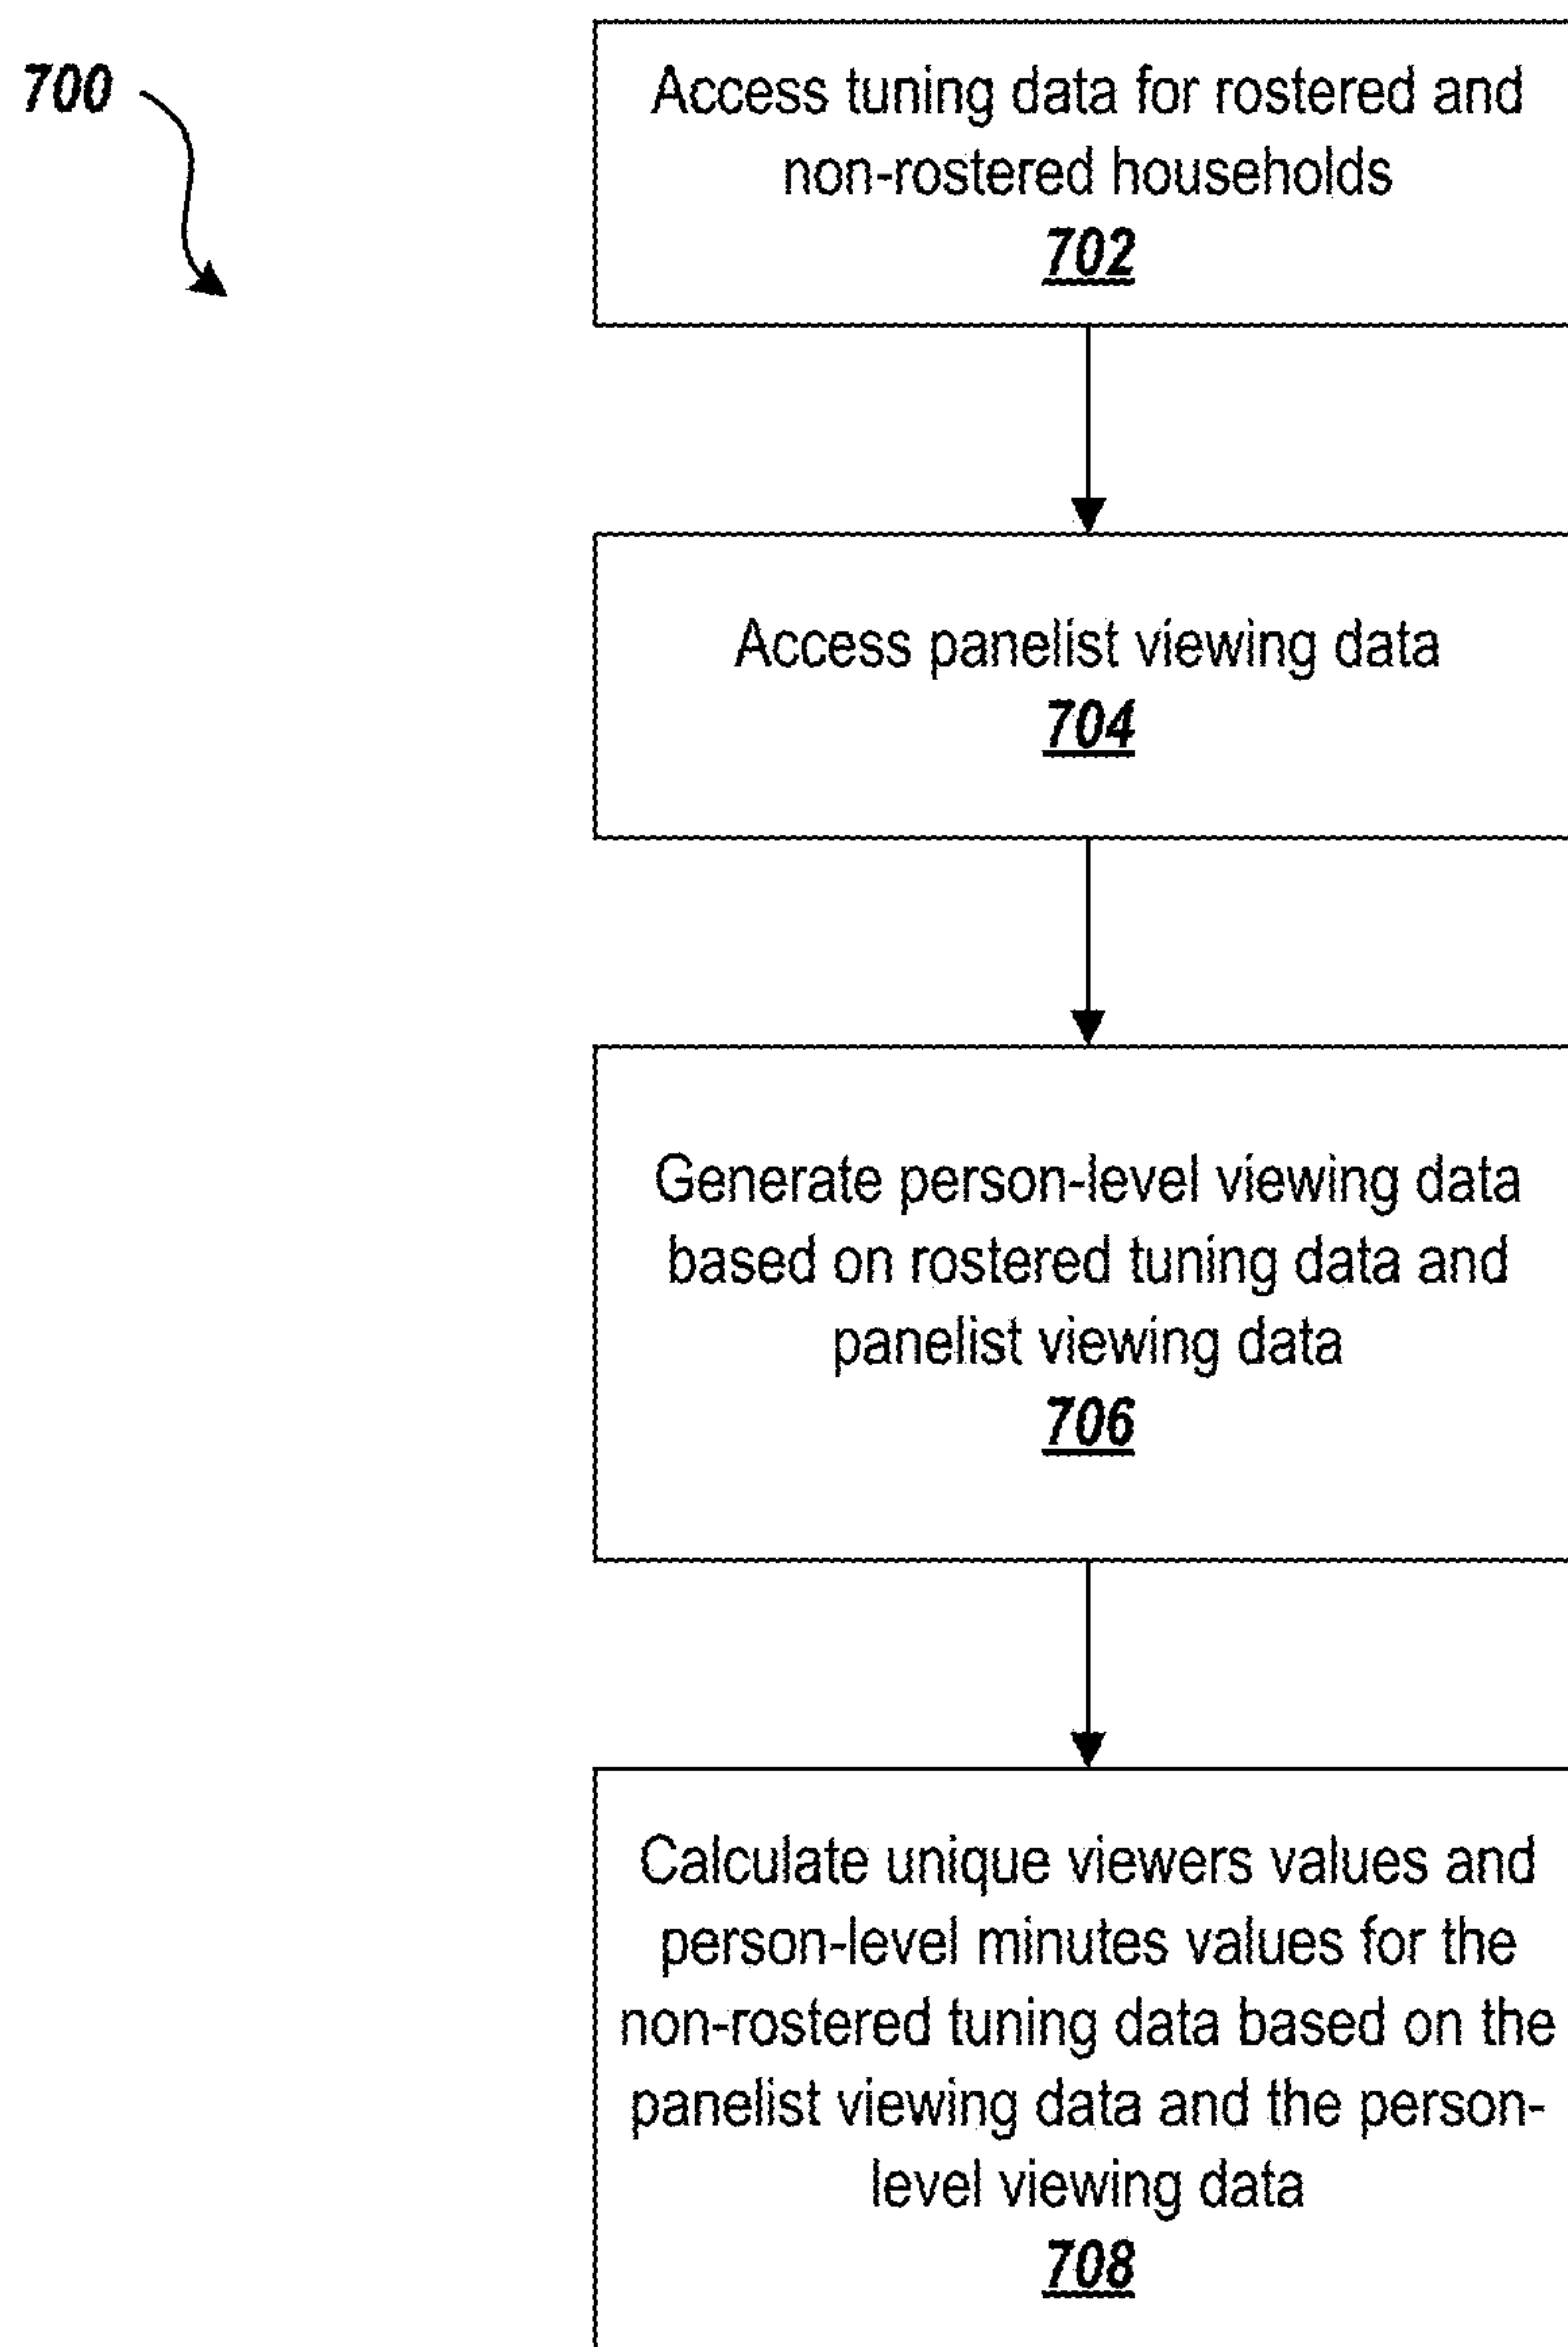 700
Access tuning data for rostered and
non-rostered households
702
Access panelist viewing data
704
Generate person-level viewing data
based on rostered tuning data and
panelist viewing data
706
Calculate unique viewers values and
person-level minutes values for the
non-rostered tuning data based on the
panelist viewing data and the person-
level viewing data
708